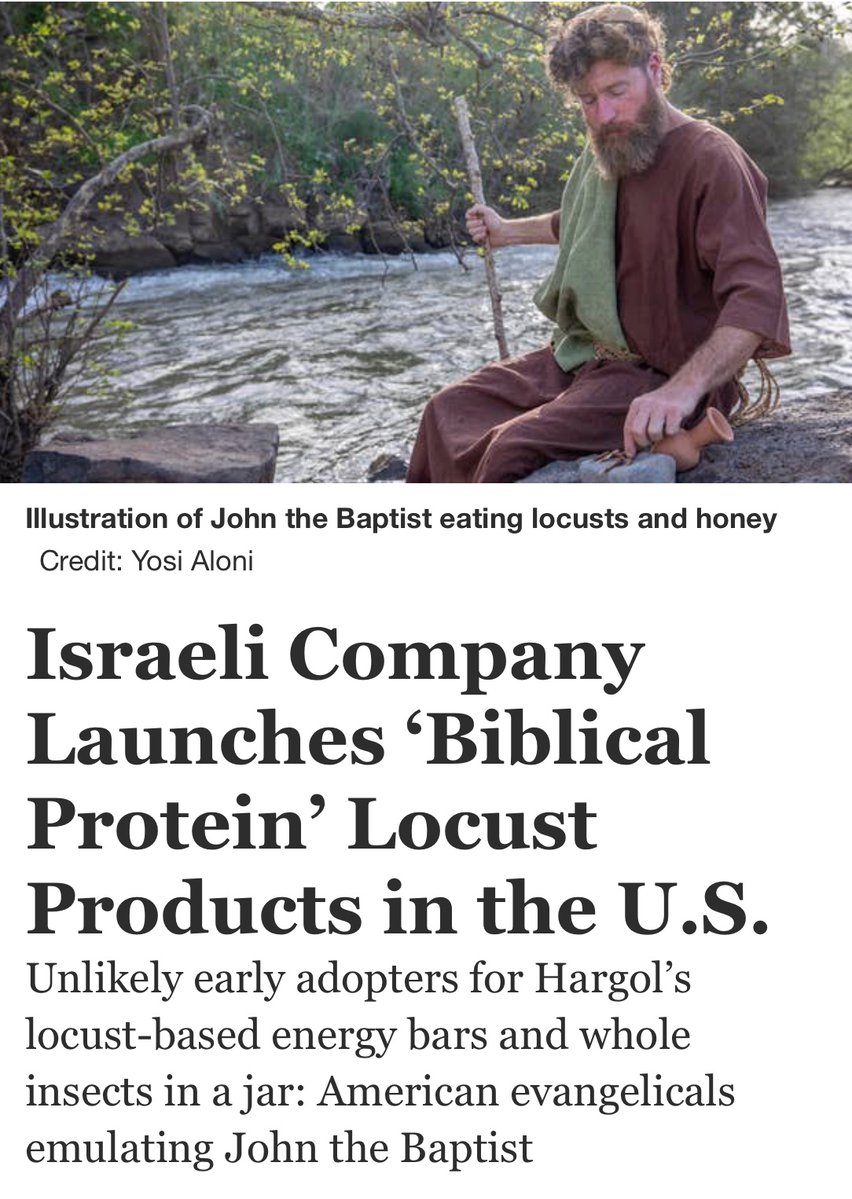 Illustration of John the Baptist eating locusts and honey
Credit: Yosi Aloni
Israeli Company
Launches ‘Biblical
Protein’ Locust
Products in the U.S.
Unlikely early adopters for Hargol’s
locust-based energy bars and whole
insects in a jar: American evangelicals
emulating John the Baptist